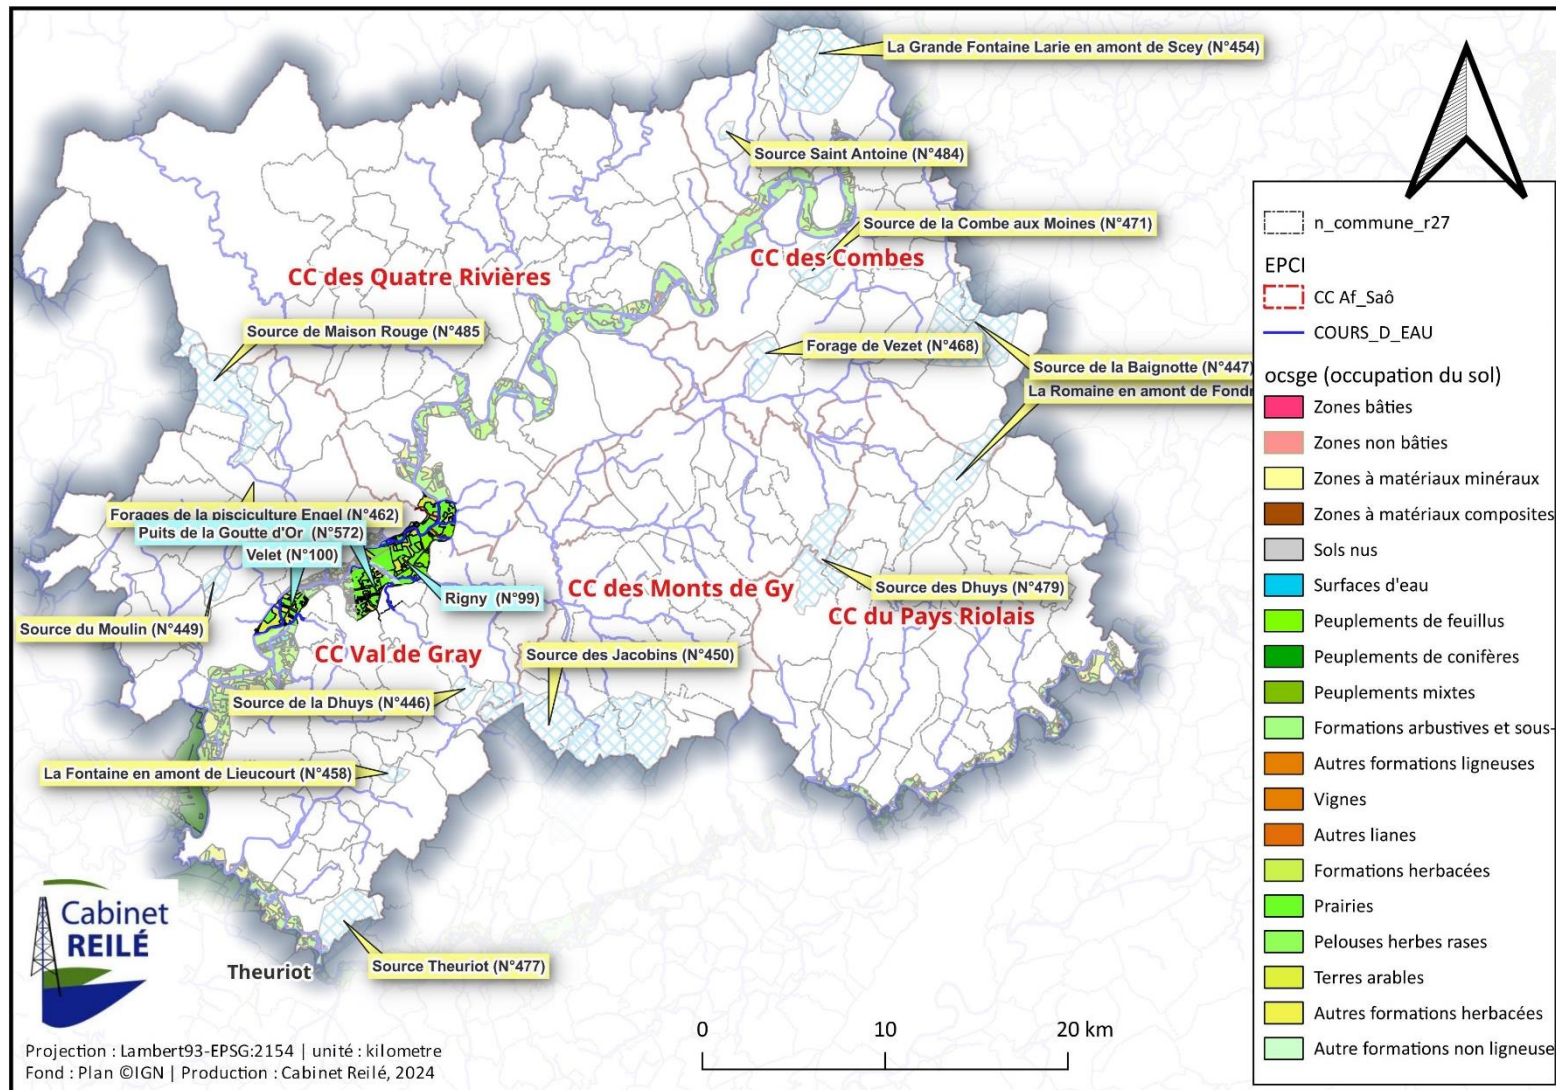 La Grande Fontaine Larie en amont de Scey (N°454)
Source Saint Antoine (N°484)
Source de la Combe aux Moines (N°471)
CC des Combes
CC des Quatre Rivières
Source de Maison Rouge (N°485
Forage de Vezet (N°468)
Source de la Baignotte (N°447)
La Romaine en amont de Fondr
Forages de la pisciculture Engel (N°462)
Puits de la Goutte d'Or (N°572)
Velet (N°100)
Rigny (N°99)
CC des Monts de Gy
Source des Dhuys (N°479)
CC du Pays Riolais
Source du Moulin (N°449)
CC Val de Gray
Source des Jacobins (N°450)
Source de la Dhuys (N°446)
La Fontaine en amont de Lieucourt (N°458)
Source Theuriot (N°477)
Theuriot
Cabinet
REILÉ
Projection : Lambert93-EPSG:2154 | unité : kilometre
Fond : Plan ©IGN | Production : Cabinet Reilé, 2024
0 10 20 km
n_commune_r27
EPCI
CC Af_Saô
COURS_D_EAU
ocsge (occupation du sol)
Zones bâties
Zones non bâties
Zones à matériaux minéraux
Zones à matériaux composites
Sols nus
Surfaces d'eau
Peuplements de feuillus
Peuplements de conifères
Peuplements mixtes
Formations arbustives et sous-
Autres formations ligneuses
Vignes
Autres lianes
Formations herbacées
Prairies
Pelouses herbes rases
Terres arables
Autres formations herbacées
Autre formations non ligneuse